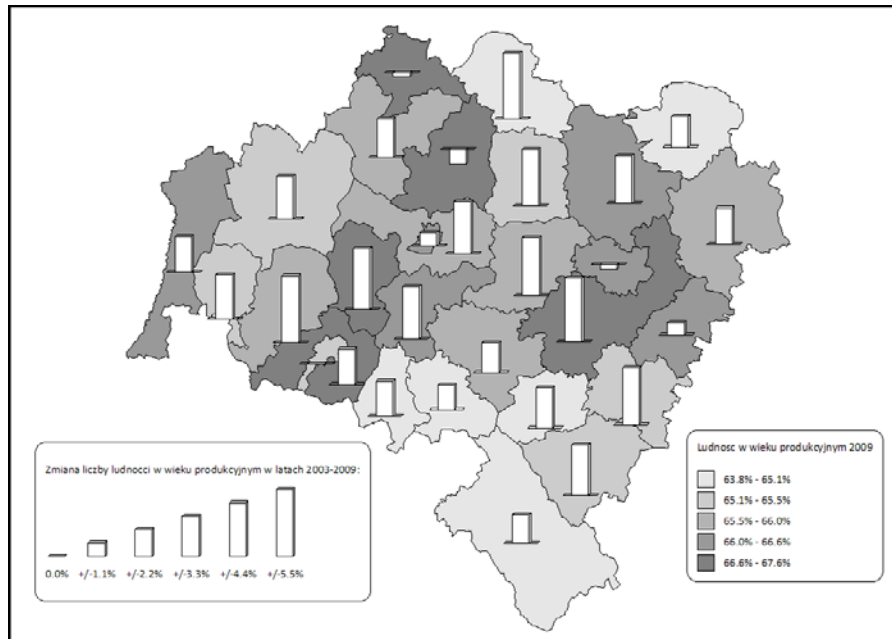 Zmiana liczby ludnocci w wieku produkcyjnym w latach 2003-2009:
0.0% +/-1.1% +/-2.2% +/-3.3% +/-4.4% +/-5.5%
Ludnosc w wieku produkcyjnym 2009
63.8% - 65.1%
65.1% - 65.5%
65.5% - 66.0%
66.0% - 66.6%
66.6% - 67.6%